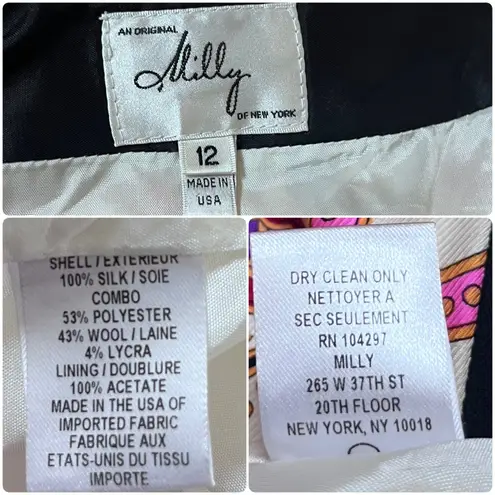 AN ORIGINAL
Milly
OF NEW YORK
12
MADE IN
USA
SHELL / EXTERIEUR
100% SILK / SOIE
COMBO
53% POLYESTER
43% WOOL / LAINE
4% LYCRA
LINING / DOUBLURE
100% ACETATE
MADE IN THE USA OF
IMPORTED FABRIC
FABRIQUE AUX
ETATS-UNIS DU TISSU
IMPORTE
DRY CLEAN ONLY
NETTOYER A
SEC SEULEMENT
RN 104297
MILLY
265 W 37TH ST
20TH FLOOR
NEW YORK, NY 10018